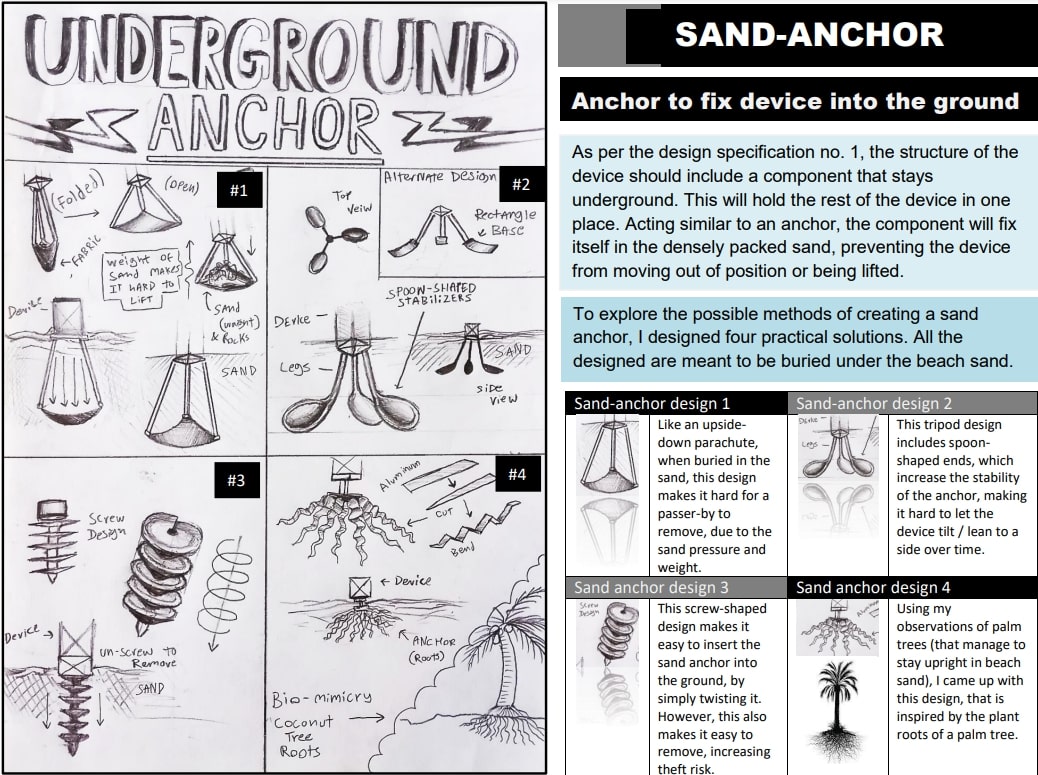 UNDERGROUND
ANCHOR
#1
(Folded)
(OPEN)
← FABRIC
WEIGHT OF
SAND MAKES
IT HARD TO
LIFT
SAND
(weight)
& ROCKS
Device
SAND
#2
TOP
Veiw
Alternate Design
Rectangle
BASE
SPOON-SHAPED
STABILIZERS
DEVICE
Legs
SAND
SIDE
VIEW
#3
Screw
Design
Device
Un-screw to
Remove
SAND
#4
Aluminum
CUT
Bend
← Device
ANCHOR
(Roots)
Bio-mimicry
Coconut
Tree
Roots
SAND-ANCHOR
Anchor to fix device into the ground
As per the design specification no. 1, the structure of the
device should include a component that stays
underground. This will hold the rest of the device in one
place. Acting similar to an anchor, the component will fix
itself in the densely packed sand, preventing the device
from moving out of position or being lifted.
To explore the possible methods of creating a sand
anchor, I designed four practical solutions. All the
designed are meant to be buried under the beach sand.
Sand-anchor design 1
Like an upside-
down parachute,
when buried in the
sand, this design
makes it hard for a
passer-by to
remove, due to the
sand pressure and
weight.
Sand-anchor design 2
Device
Legs
This tripod design
includes spoon-
shaped ends, which
increase the stability
of the anchor, making
it hard to let the
device tilt / lean to a
side over time.
Sand anchor design 3
Screw
Design
This screw-shaped
design makes it
easy to insert the
sand anchor into
the ground, by
simply twisting it.
However, this also
makes it easy to
remove, increasing
theft risk.
Sand anchor design 4
Using my
observations of palm
trees (that manage to
stay upright in beach
sand), I came up with
this design, that is
inspired by the plant
roots of a palm tree.